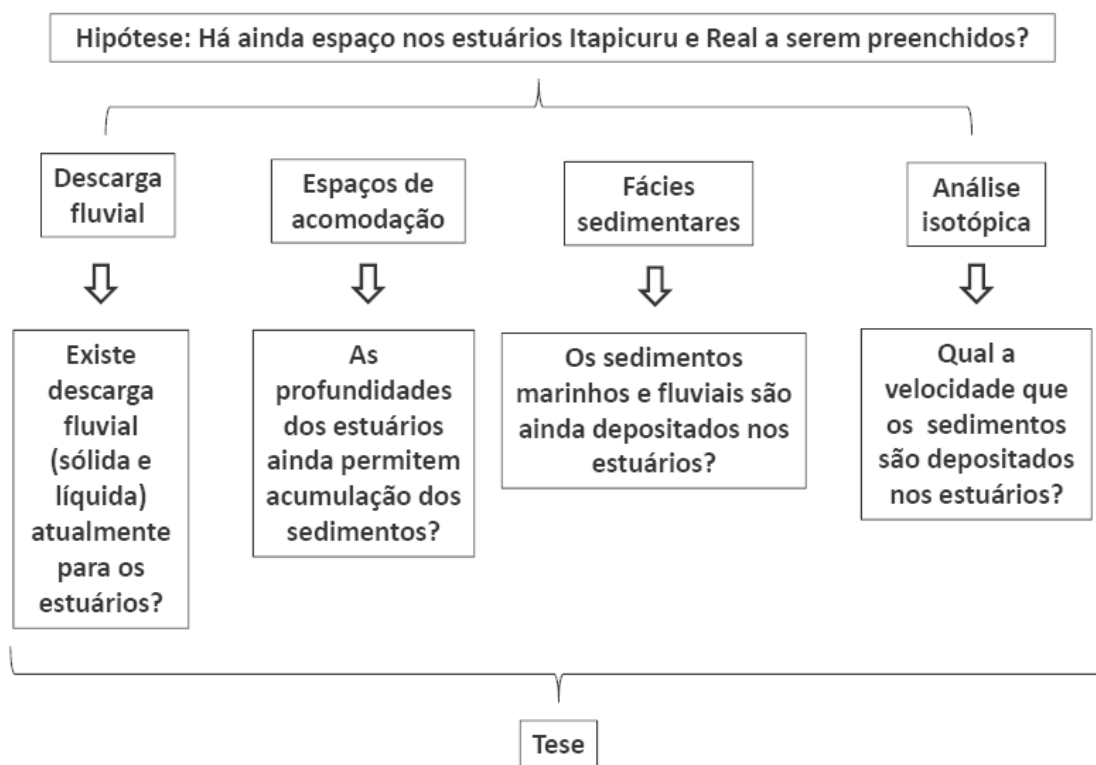 Hipótese: Há ainda espaço nos estuários Itapicuru e Real a serem preenchidos?
Descarga
fluvial
Espaços de
acomodação
Fácies
sedimentares
Análise
isotópica
Existe
descarga
fluvial
(sólida e
líquida)
atualmente
para os
estuários?
As
profundidades
dos estuários
ainda permitem
acumulação dos
sedimentos?
Os sedimentos
marinhos e fluviais são
ainda depositados nos
estuários?
Qual a
velocidade que
os sedimentos
são depositados
nos estuários?
Tese